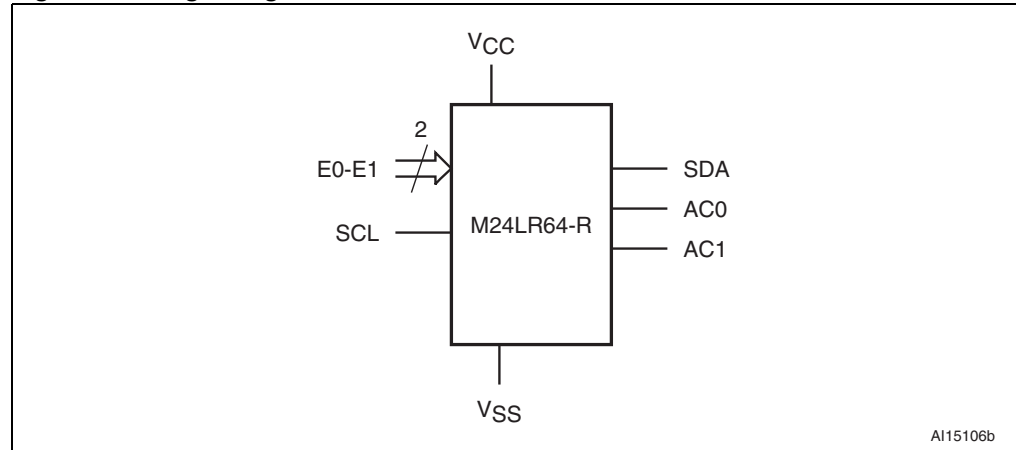 VCC
2
E0-E1
SDA
AC0
SCL
M24LR64-R
AC1
VSS
AI15106b